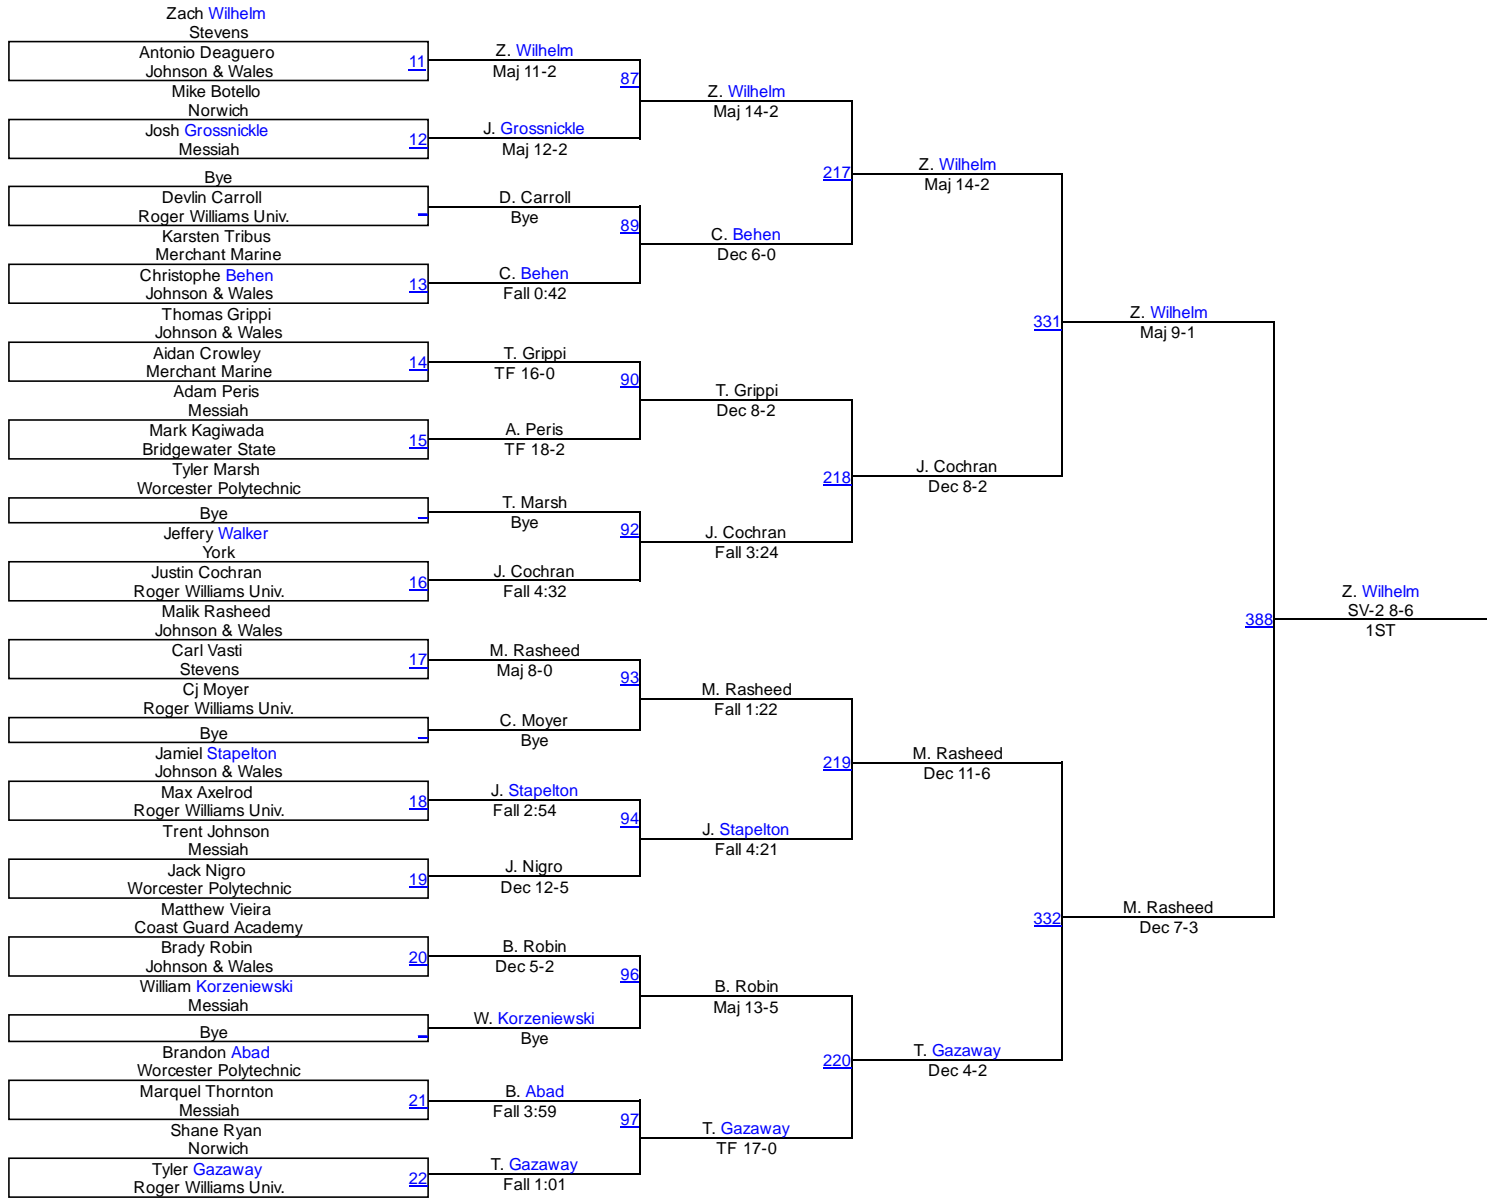 Zach Wilhelm
Stevens
Antonio Deaguero
Johnson & Wales
11
Mike Botello
Norwich
Josh Grossnickle
Messiah
12
Bye
Devlin Carroll
Roger Williams Univ.
Karsten Tribus
Merchant Marine
Christophe Behen
Johnson & Wales
13
Thomas Grippi
Johnson & Wales
Aidan Crowley
Merchant Marine
14
Adam Peris
Messiah
Mark Kagiwada
Bridgewater State
15
Tyler Marsh
Worcester Polytechnic
Bye
Jeffery Walker
York
Justin Cochran
Roger Williams Univ.
16
Malik Rasheed
Johnson & Wales
Carl Vasti
Stevens
17
Cj Moyer
Roger Williams Univ.
Bye
Jamiel Stapelton
Johnson & Wales
Max Axelrod
Roger Williams Univ.
18
Trent Johnson
Messiah
Jack Nigro
Worcester Polytechnic
19
Matthew Vieira
Coast Guard Academy
Brady Robin
Johnson & Wales
20
William Korzeniewski
Messiah
Bye
Brandon Abad
Worcester Polytechnic
Marquel Thornton
Messiah
21
Shane Ryan
Norwich
Tyler Gazaway
Roger Williams Univ.
22
Z. Wilhelm
Maj 11-2
87
J. Grossnickle
Maj 12-2
D. Carroll
Bye
89
C. Behen
Fall 0:42
T. Grippi
TF 16-0
90
A. Peris
TF 18-2
T. Marsh
Bye
92
J. Cochran
Fall 4:32
M. Rasheed
Maj 8-0
93
C. Moyer
Bye
J. Stapelton
Fall 2:54
94
J. Nigro
Dec 12-5
B. Robin
Dec 5-2
96
W. Korzeniewski
Bye
B. Abad
Fall 3:59
97
T. Gazaway
Fall 1:01
Z. Wilhelm
Maj 14-2
217
C. Behen
Dec 6-0
T. Grippi
Dec 8-2
218
J. Cochran
Fall 3:24
M. Rasheed
Fall 1:22
219
J. Stapelton
Fall 4:21
B. Robin
Maj 13-5
220
T. Gazaway
TF 17-0
Z. Wilhelm
Maj 14-2
331
J. Cochran
Dec 8-2
M. Rasheed
Dec 11-6
332
T. Gazaway
Dec 4-2
Z. Wilhelm
Maj 9-1
388
M. Rasheed
Dec 7-3
Z. Wilhelm
SV-2 8-6
1ST